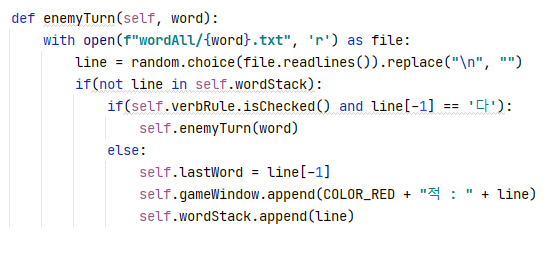 def enemyTurn(self, word):
    with open(f"wordAll/{word}.txt", 'r') as file:
        line = random.choice(file.readlines()).replace("\n", "")
        if(not line in self.wordStack):
            if(self.verbRule.isChecked() and line[-1] == '다'):
                self.enemyTurn(word)
            else:
                self.lastWord = line[-1]
                self.gameWindow.append(COLOR_RED + "적 : " + line)
                self.wordStack.append(line)